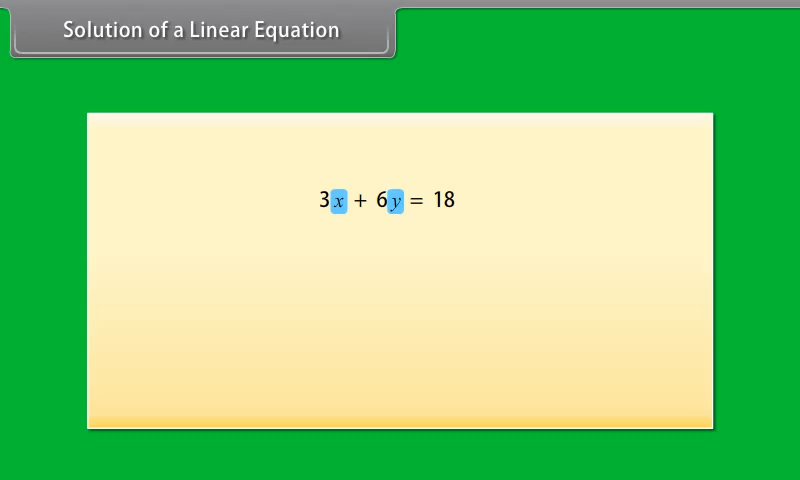 Solution of a Linear Equation
3x + 6y = 18